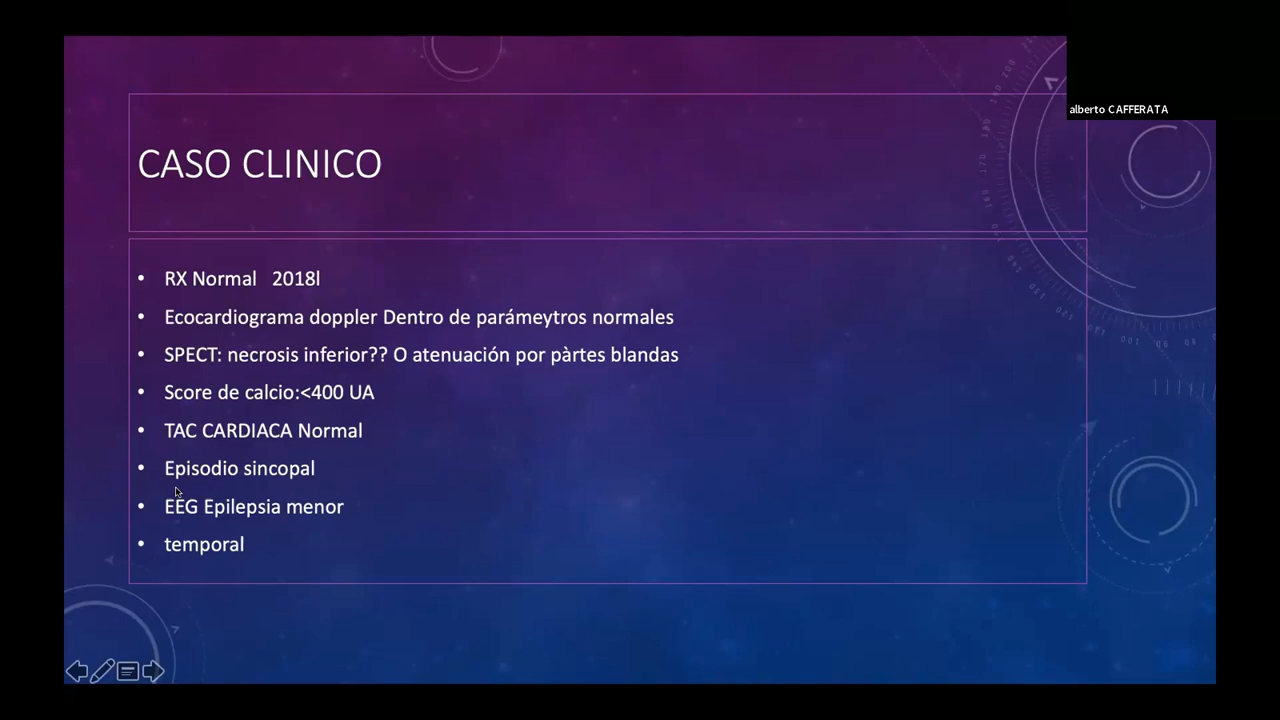 alberto CAFFERATA
CASO CLINICO
• RX Normal 2018l
• Ecocardiograma doppler Dentro de parámeytros normales
• SPECT: necrosis inferior?? O atenuación por pàrtes blandas
• Score de calcio:<400 UA
• TAC CARDIACA Normal
• Episodio sincopal
• EEG Epilepsia menor
• temporal